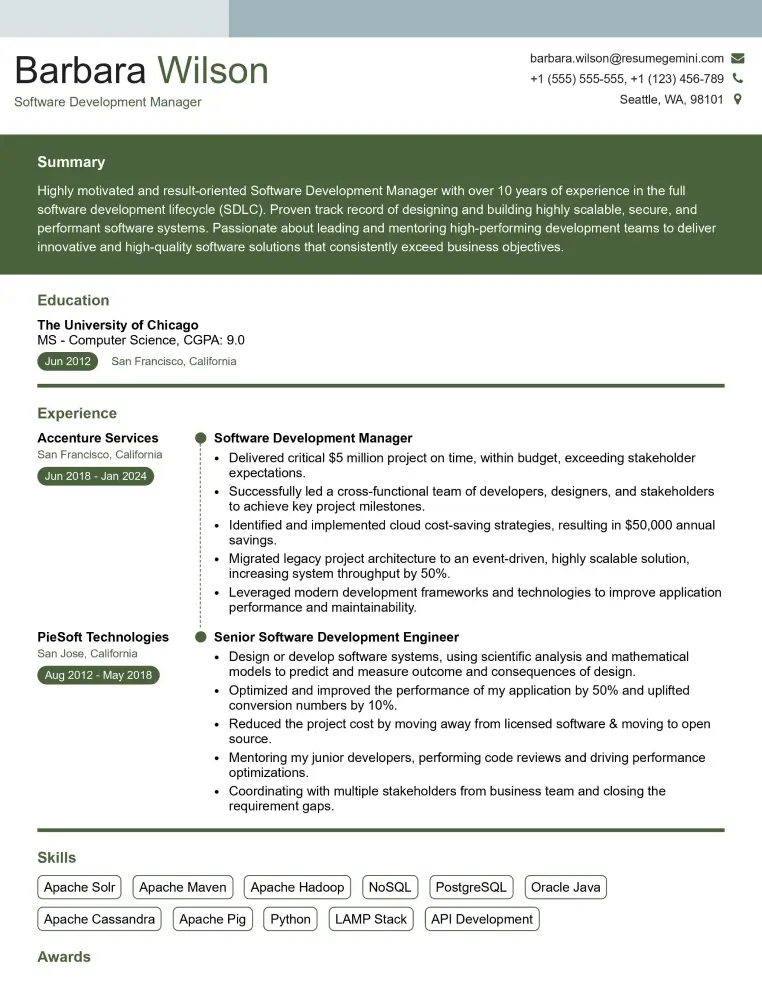 Barbara Wilson
Software Development Manager
barbara.wilson@resumegemini.com
+1 (555) 555-555, +1 (123) 456-789
Seattle, WA, 98101
Summary
Highly motivated and result-oriented Software Development Manager with over 10 years of experience in the full
software development lifecycle (SDLC). Proven track record of designing and building highly scalable, secure, and
performant software systems. Passionate about leading and mentoring high-performing development teams to deliver
innovative and high-quality software solutions that consistently exceed business objectives.
Education
The University of Chicago
MS - Computer Science, CGPA: 9.0
Jun 2012 San Francisco, California
Experience
Accenture Services
San Francisco, California
Jun 2018 - Jan 2024
Software Development Manager
• Delivered critical $5 million project on time, within budget, exceeding stakeholder
expectations.
• Successfully led a cross-functional team of developers, designers, and stakeholders
to achieve key project milestones.
• Identified and implemented cloud cost-saving strategies, resulting in $50,000 annual
savings.
• Migrated legacy project architecture to an event-driven, highly scalable solution,
increasing system throughput by 50%.
• Leveraged modern development frameworks and technologies to improve application
performance and maintainability.
PieSoft Technologies
San Jose, California
Aug 2012 - May 2018
Senior Software Development Engineer
• Design or develop software systems, using scientific analysis and mathematical
models to predict and measure outcome and consequences of design.
• Optimized and improved the performance of my application by 50% and uplifted
conversion numbers by 10%.
• Reduced the project cost by moving away from licensed software & moving to open
source.
• Mentoring my junior developers, performing code reviews and driving performance
optimizations.
• Coordinating with multiple stakeholders from business team and closing the
requirement gaps.
Skills
Apache Solr Apache Maven Apache Hadoop NoSQL PostgreSQL Oracle Java
Apache Cassandra Apache Pig Python LAMP Stack API Development
Awards